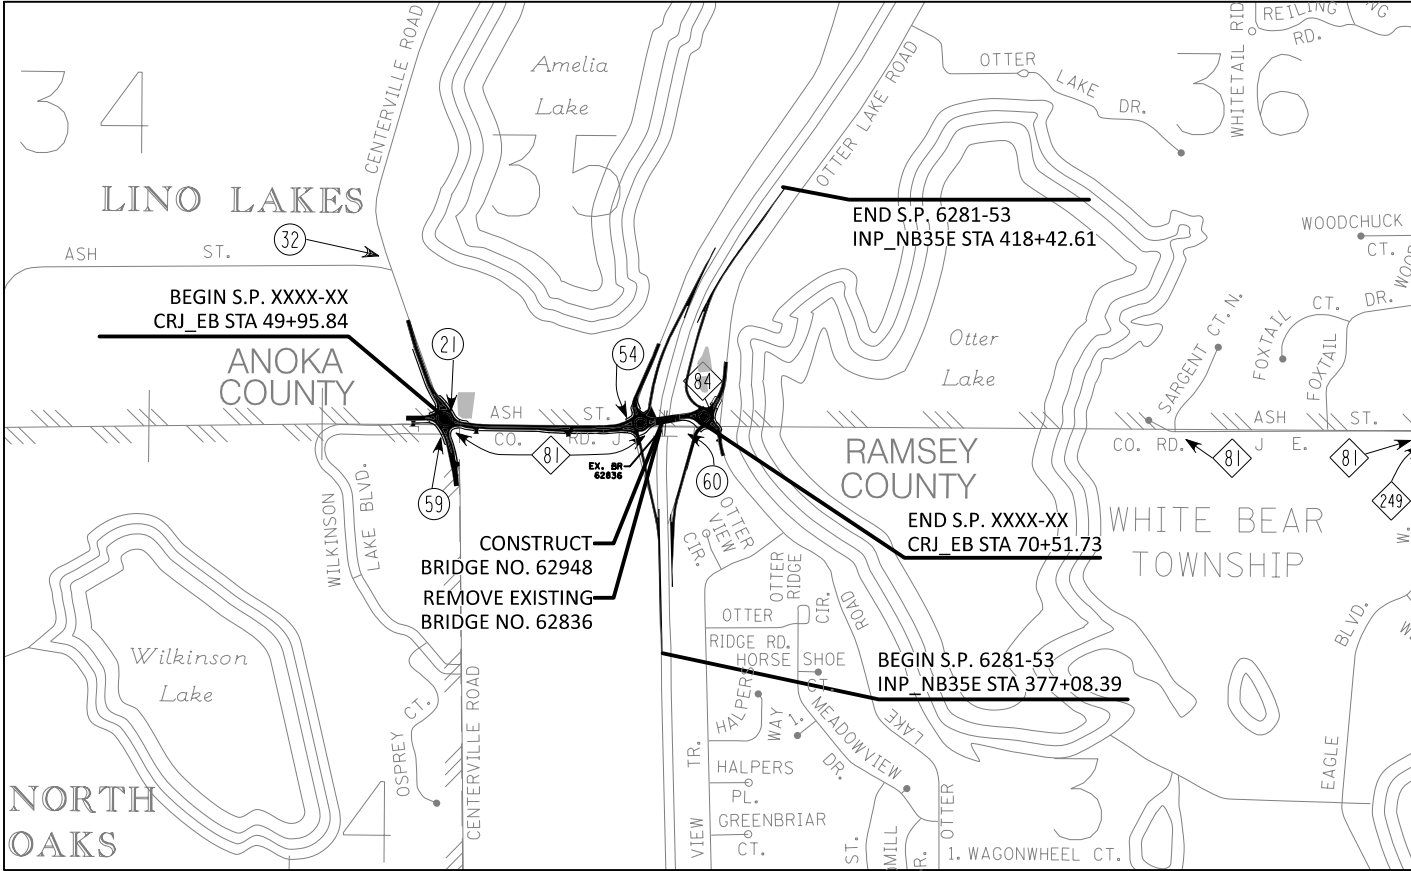 CENTERVILLE ROAD
Amelia
Lake
OTTER LAKE ROAD
OTTER
LAKE
DR.
WHITETAIL RID
REILING
RD.
34
35
36
LINO LAKES
32
ASH ST.
END S.P. 6281-53
INP_NB35E STA 418+42.61
WOODCHUCK
CT.
BEGIN S.P. XXXX-XX
CRJ_EB STA 49+95.84
ANOKA
COUNTY
21
54
84
Otter
Lake
SARGENT CT. N.
FOXTAIL
CT.
DR.
FOXTAIL
ASH ST.
CO. RD. J
81
EX. BR
62836
59
60
RAMSEY
COUNTY
ASH ST.
CO. RD. J E.
81
81
249
WILKINSON
LAKE BLVD.
CONSTRUCT
BRIDGE NO. 62948
REMOVE EXISTING
BRIDGE NO. 62836
OTTER
VIEW
CIR.
END S.P. XXXX-XX
CRJ_EB STA 70+51.73
WHITE BEAR
TOWNSHIP
OTTER
RIDGE
CIR.
OTTER
RIDGE RD.
ROAD
HORSE SHOE
CT.
BEGIN S.P. 6281-53
INP_NB35E STA 377+08.39
BLVD.
W.
Wilkinson
Lake
OSPREY CT.
CENTERVILLE ROAD
HALPERS
WAY
1.
MEADOWVIEW
DR.
LAKE
EAGLE
TR.
HALPERS
PL.
GREENBRIAR
CT.
VIEW
NORTH
OAKS
4
3
ST.
OTTER
1. WAGONWHEEL CT.